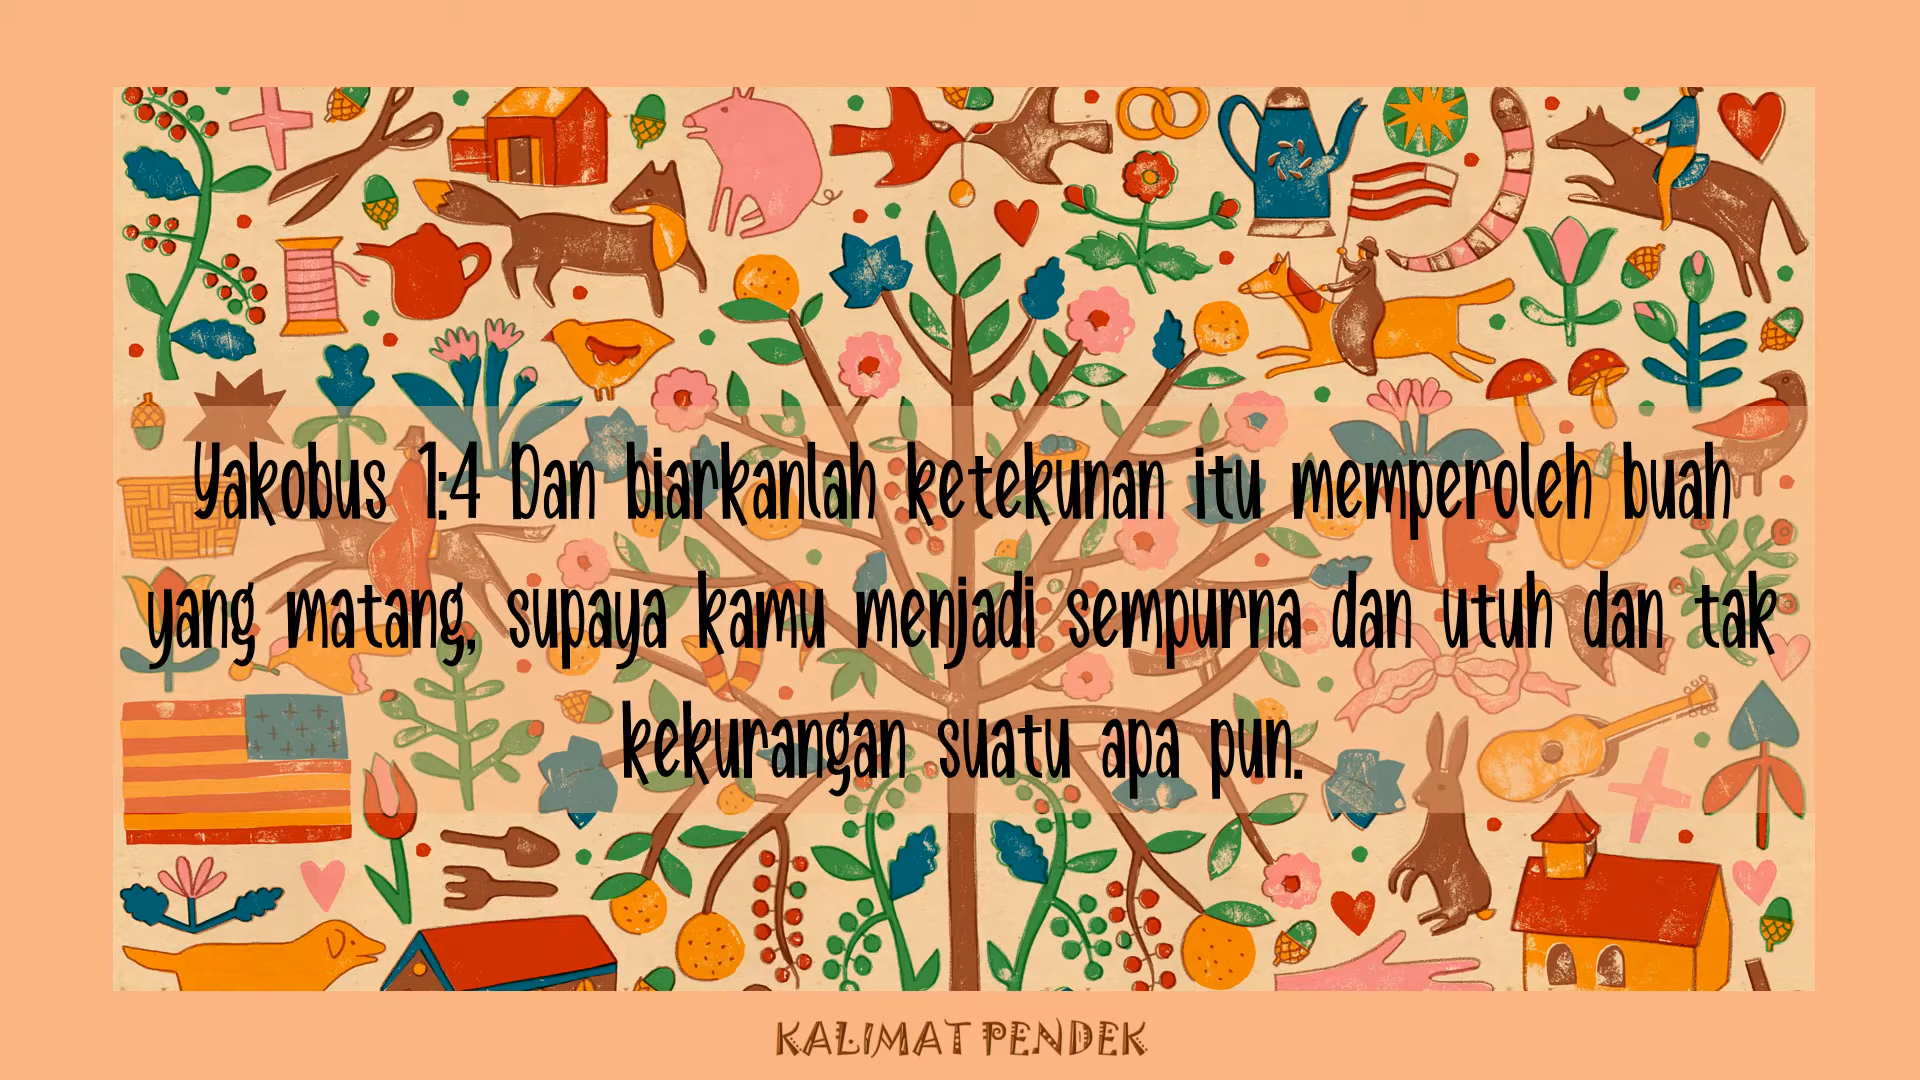 Yakobus 1:4 Dan biarkanlah ketekunan itu memperoleh buah
yang matang, supaya kamu menjadi sempurna dan utuh dan tak
kekurangan suatu apa pun.
KALIMAT PENDEK